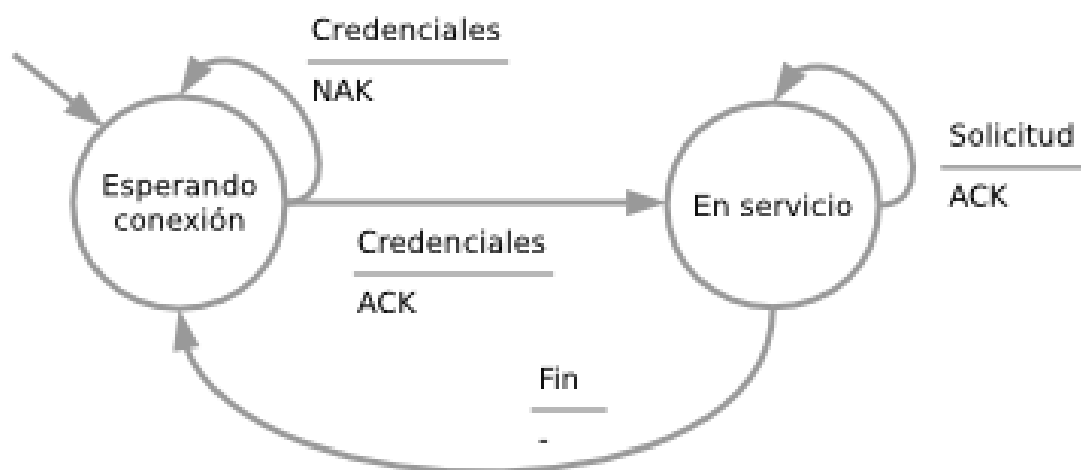 Credenciales
NAK
Esperando
conexión
Credenciales
ACK
En servicio
Solicitud
ACK
Fin
-